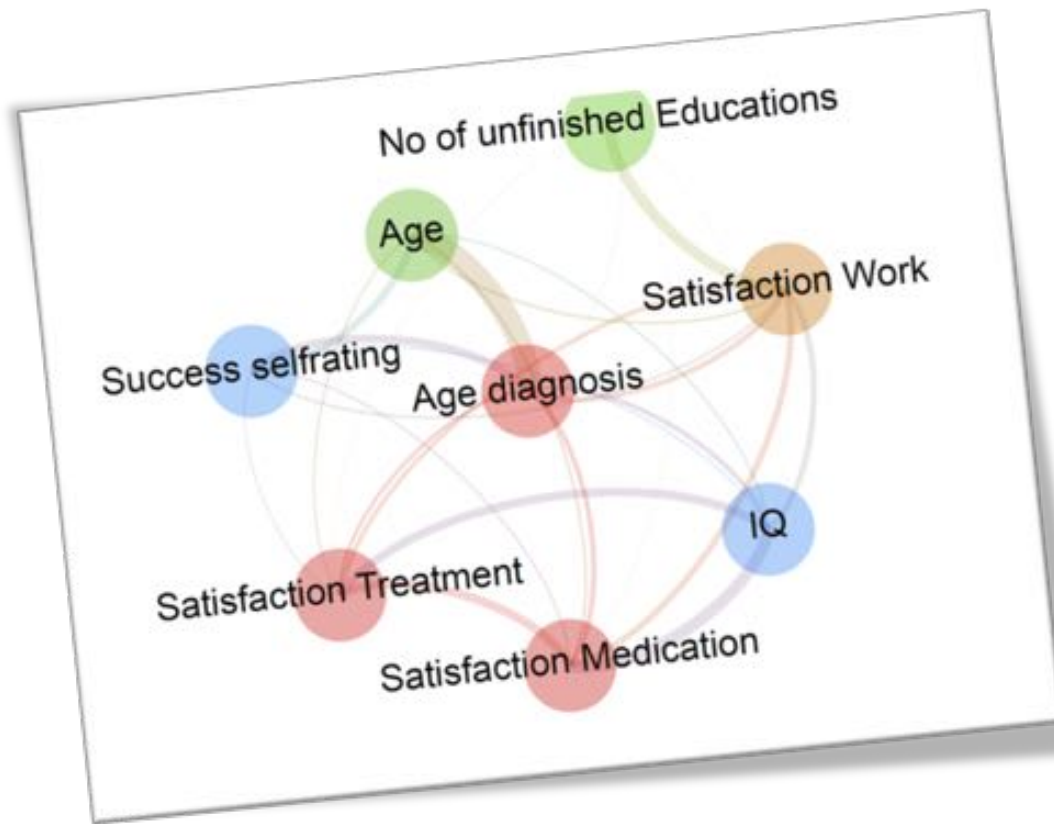 No of unfinished Educations
Age
Satisfaction Work
Success selfrating
Age diagnosis
IQ
Satisfaction Treatment
Satisfaction Medication